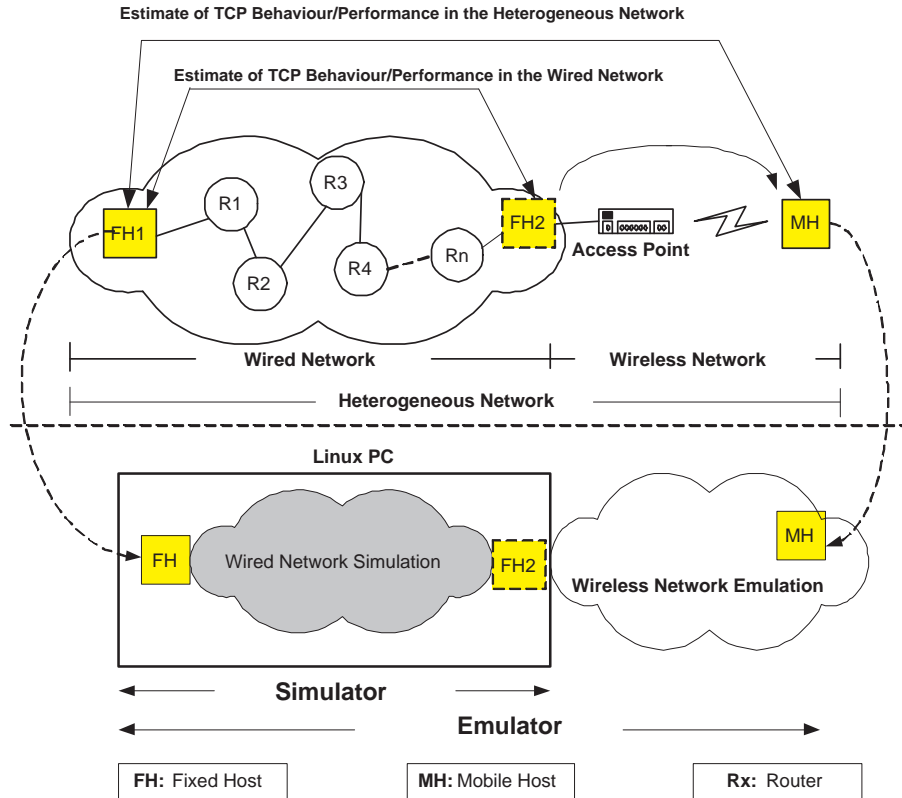 Estimate of TCP Behaviour/Performance in the Heterogeneous Network
Estimate of TCP Behaviour/Performance in the Wired Network
R3
R1
FH1
FH2
MH
Access Point
R4
Rn
R2
Wired Network
Wireless Network
Heterogeneous Network
Linux PC
FH
Wired Network Simulation
FH2
MH
Wireless Network Emulation
Simulator
Emulator
FH: Fixed Host
MH: Mobile Host
Rx: Router